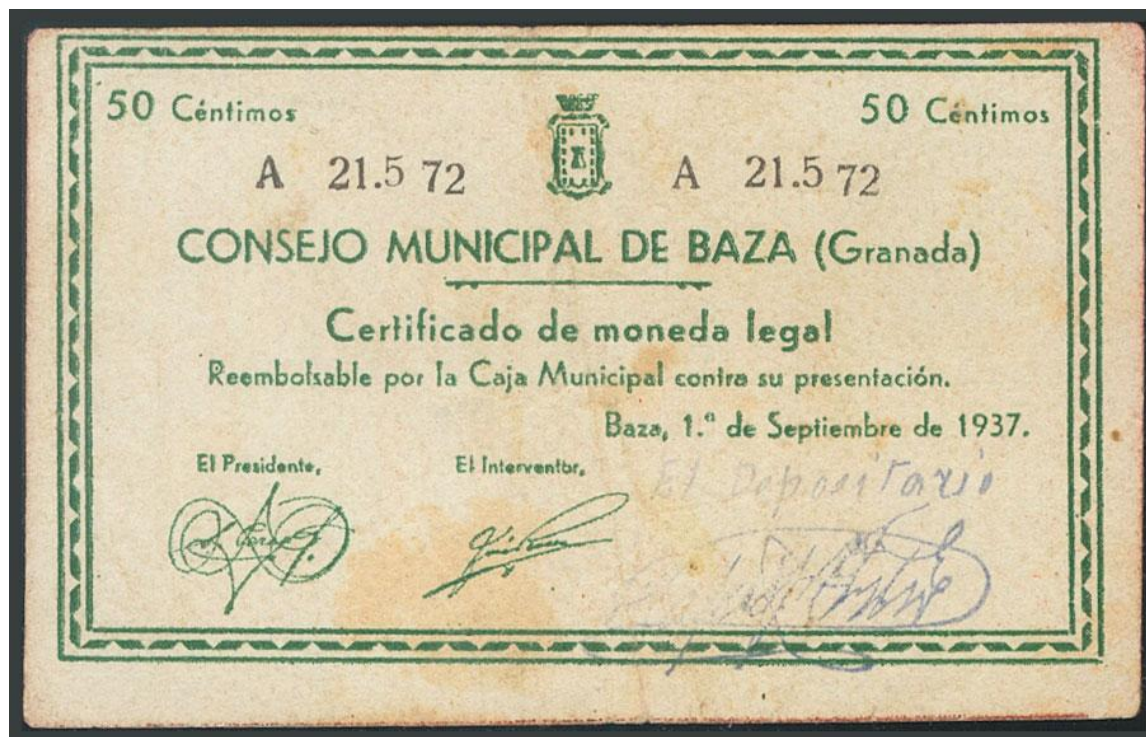 50 Céntimos 50 Céntimos
A 21.572 A 21.572
CONSEJO MUNICIPAL DE BAZA (Granada)
Certificado de moneda legal
Reembolsable por la Caja Municipal contra su presentación.
Baza, 1.º de Septiembre de 1937.
El Presidente, El Interventor, El Depositario